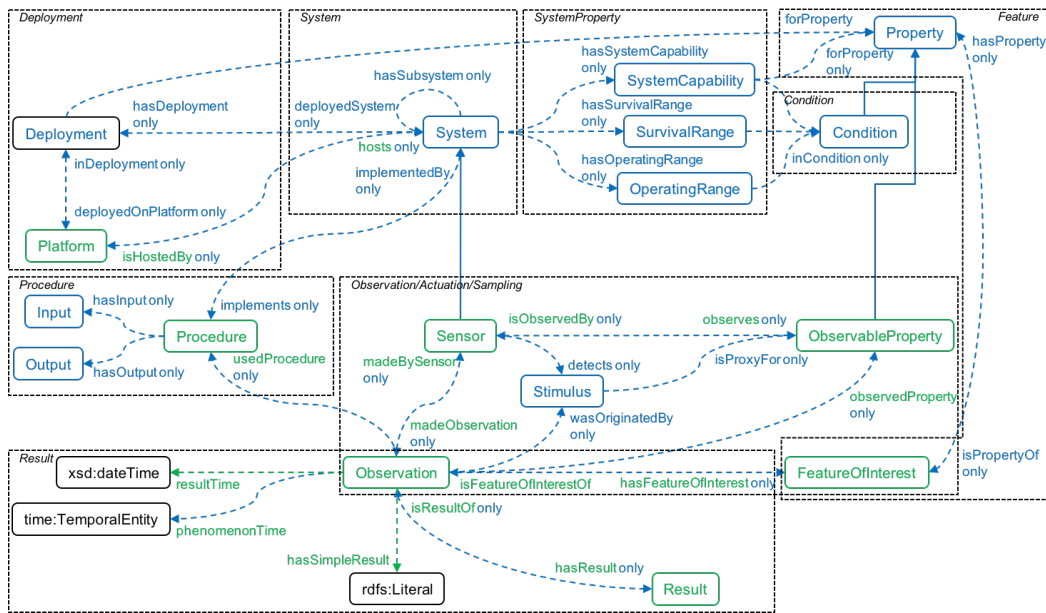 Deployment
System
SystemProperty
Feature
forProperty
Property
hasProperty
only
hasSubsystem only
hasSystemCapability
only
forProperty
only
SystemCapability
hasDeployment
only
deployedSystem
only
hasSurvivalRange
only
Condition
Deployment
System
SurvivalRange
Condition
hosts only
inDeployment only
implementedBy
only
hasOperatingRange
only
inCondition only
OperatingRange
deployedOnPlatform only
Platform
isHostedBy only
Procedure
Observation/Actuation/Sampling
hasInput only
implements only
Input
Procedure
Sensor
isObservedBy only
observes only
ObservableProperty
Output
hasOutput only
usedProcedure
only
madeBySensor
only
detects only
isProxyFor only
Stimulus
observedProperty
only
wasOriginatedBy
only
madeObservation
only
isPropertyOf
only
Result
xsd:dateTime
resultTime
Observation
isFeatureOfInterestOf
hasFeatureOfInterest only
FeatureOfInterest
isResultOf only
time:TemporalEntity
phenomenonTime
hasSimpleResult
hasResult only
rdfs:Literal
Result